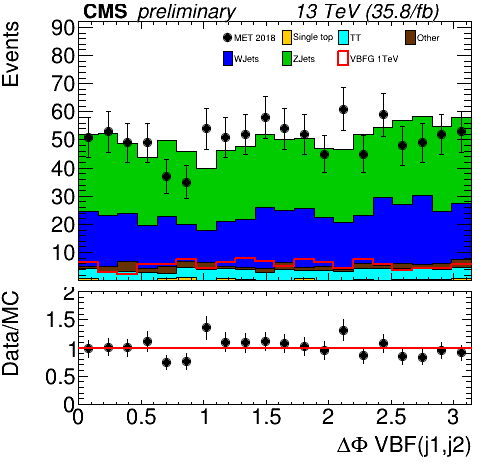 CMS preliminary 13 TeV (35.8/fb)
Events
90
80
70
60
50
40
30
20
10
MET 2018 Single top TT Other
WJets ZJets VBFG 1TeV
Data/MC
2
1.5
1
0.5
0
0 0.5 1 1.5 2 2.5 3
ΔΦ VBF(j1,j2)